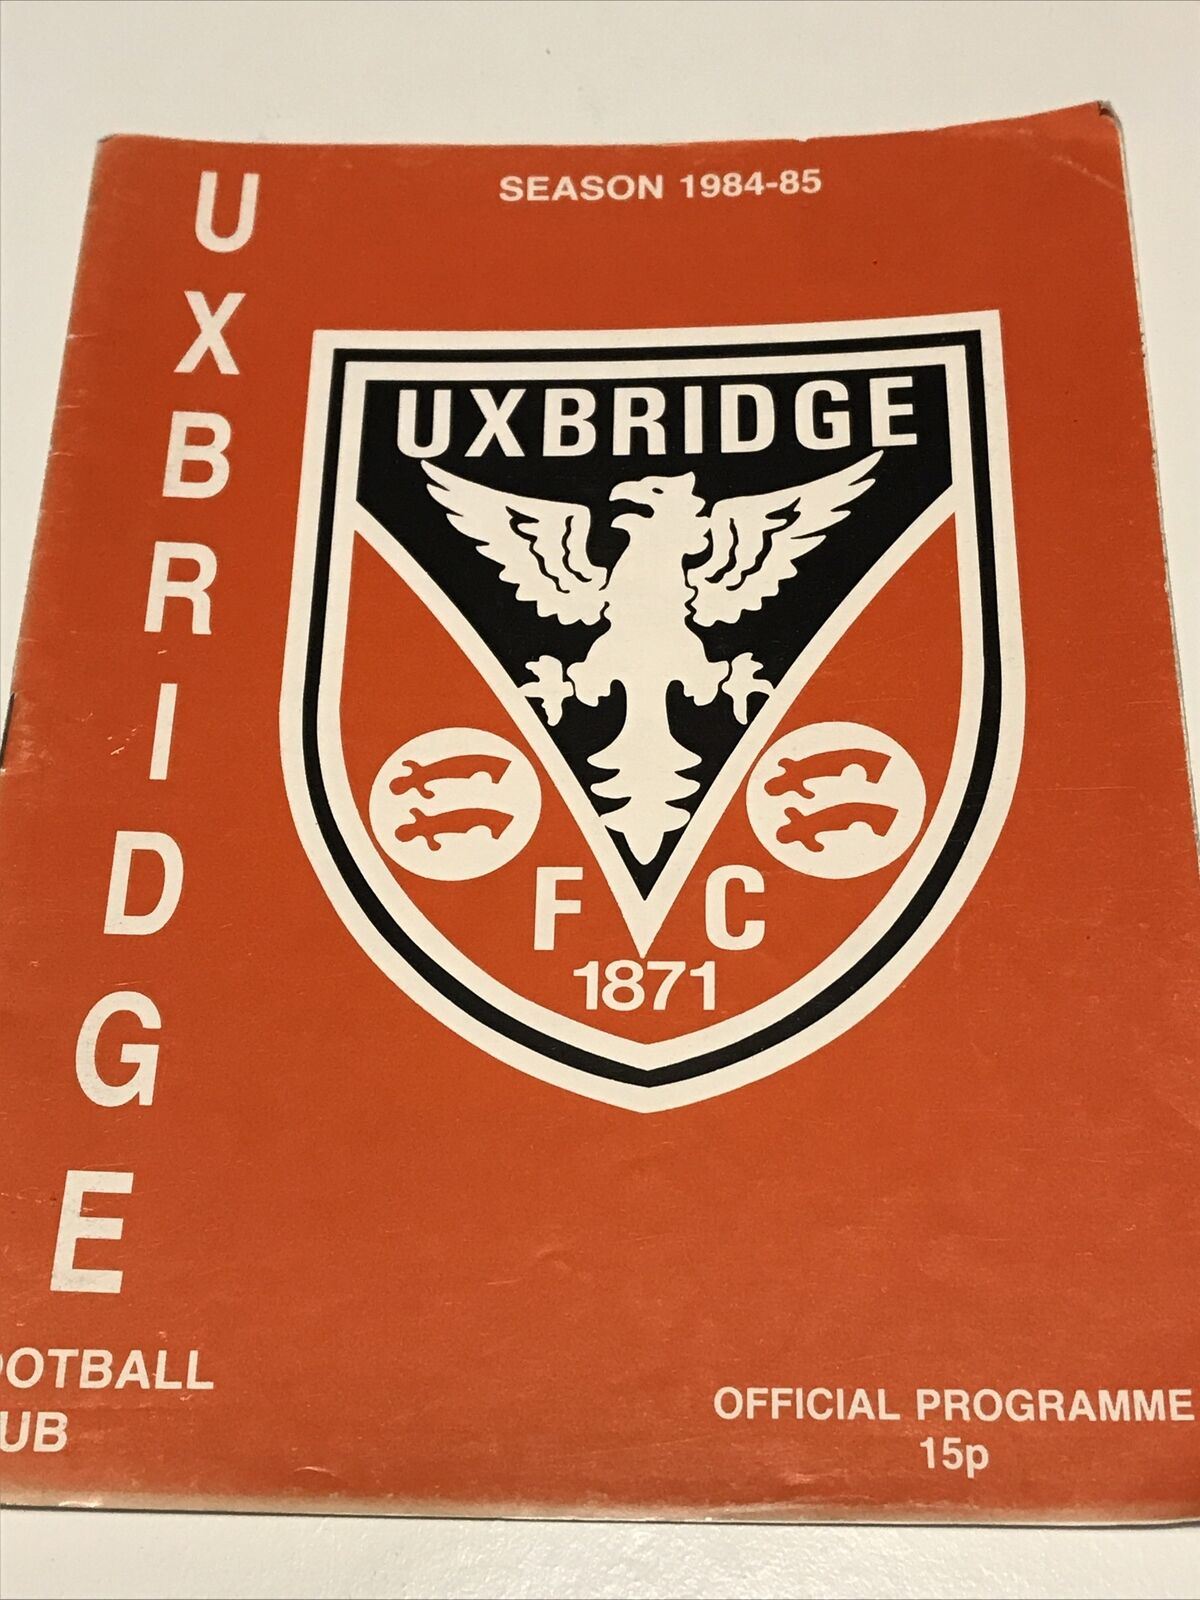 SEASON 1984-85
UXBRIDGE
UXBRIDGE
F C
1871
OOTBALL
UB
OFFICIAL PROGRAMME
15p